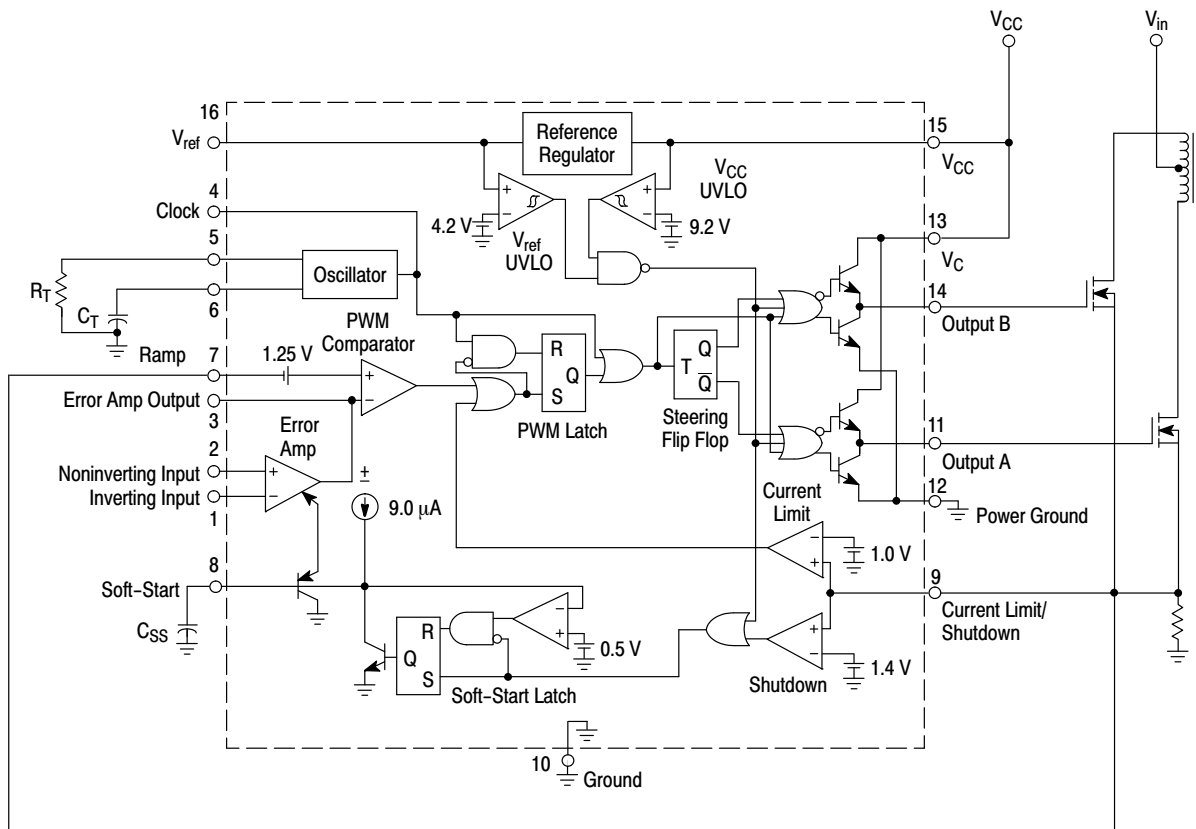 VCC
Vin
16
Vref
Reference
Regulator
15
VCC
VCC
UVLO
4
Clock
4.2 V
Vref
UVLO
9.2 V
13
VC
5
RT
Oscillator
6
CT
14
Output B
PWM
Comparator
Ramp
7
1.25 V
R
Q
S
PWM Latch
T
Q
Q̅
Steering
Flip Flop
Error Amp Output
3
Error
Amp
2
Noninverting Input
Inverting Input
1
11
Output A
12
Power Ground
±
9.0 µA
Current
Limit
1.0 V
8
Soft-Start
CSS
9
Current Limit/
Shutdown
R
Q
S
0.5 V
Soft-Start Latch
1.4 V
Shutdown
10
Ground
+
−
+
−
+
−
+
−
−
+
−
+
+
−